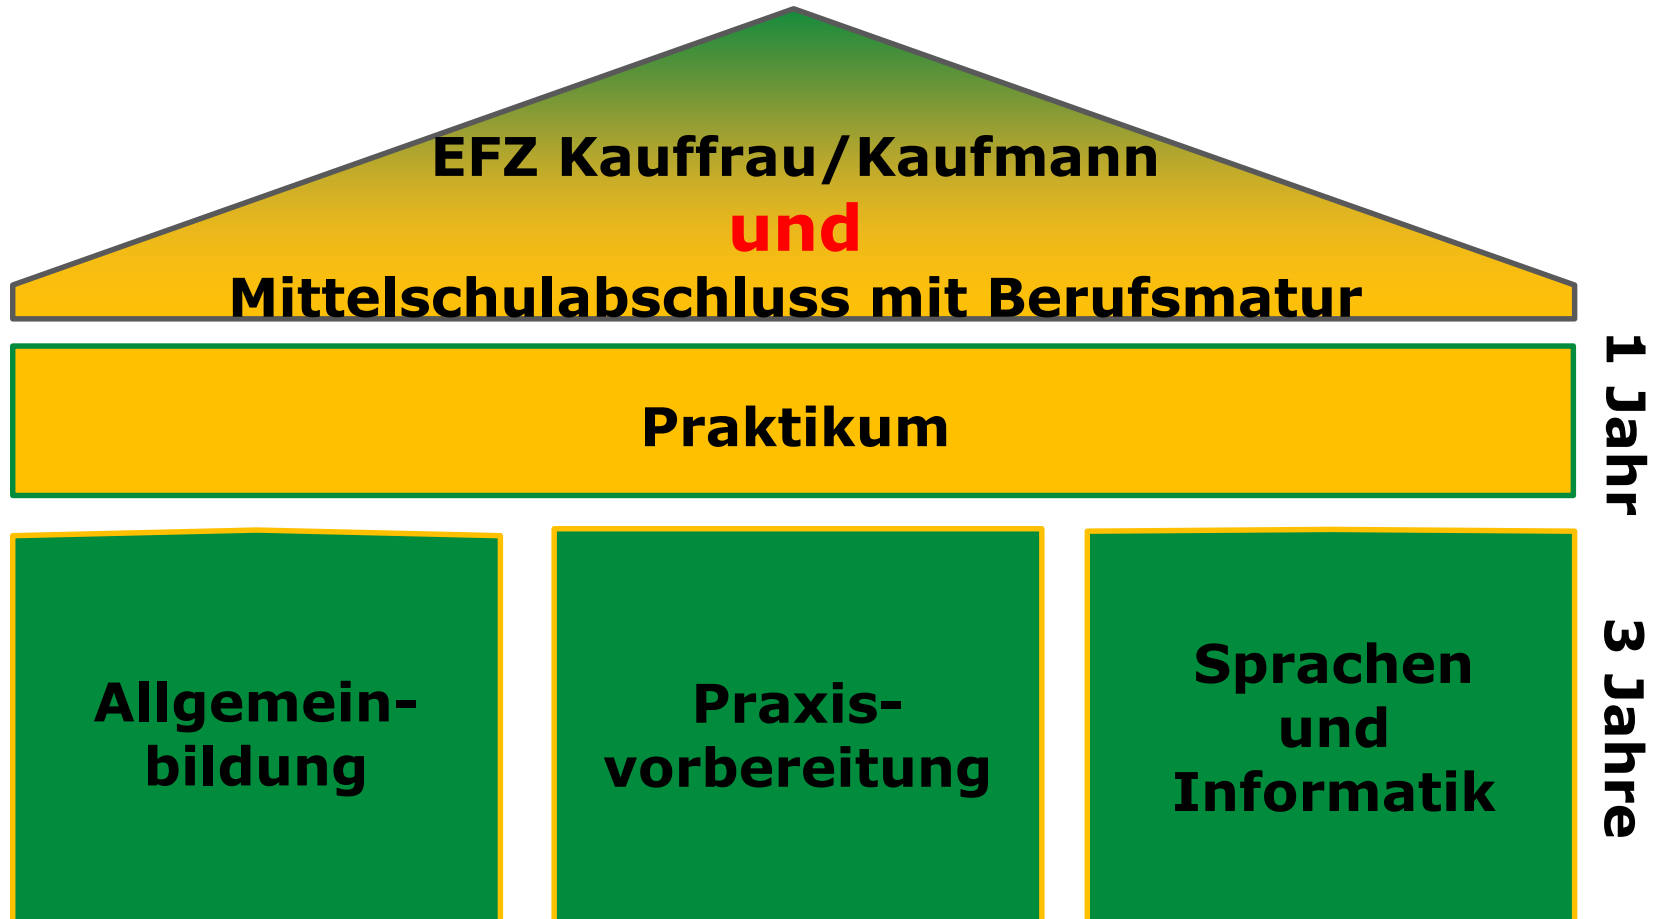 EFZ Kauffrau/Kaufmann
und
Mittelschulabschluss mit Berufsmatur
Praktikum
1 Jahr
Allgemein-
bildung
Praxis-
vorbereitung
Sprachen
und
Informatik
3 Jahre